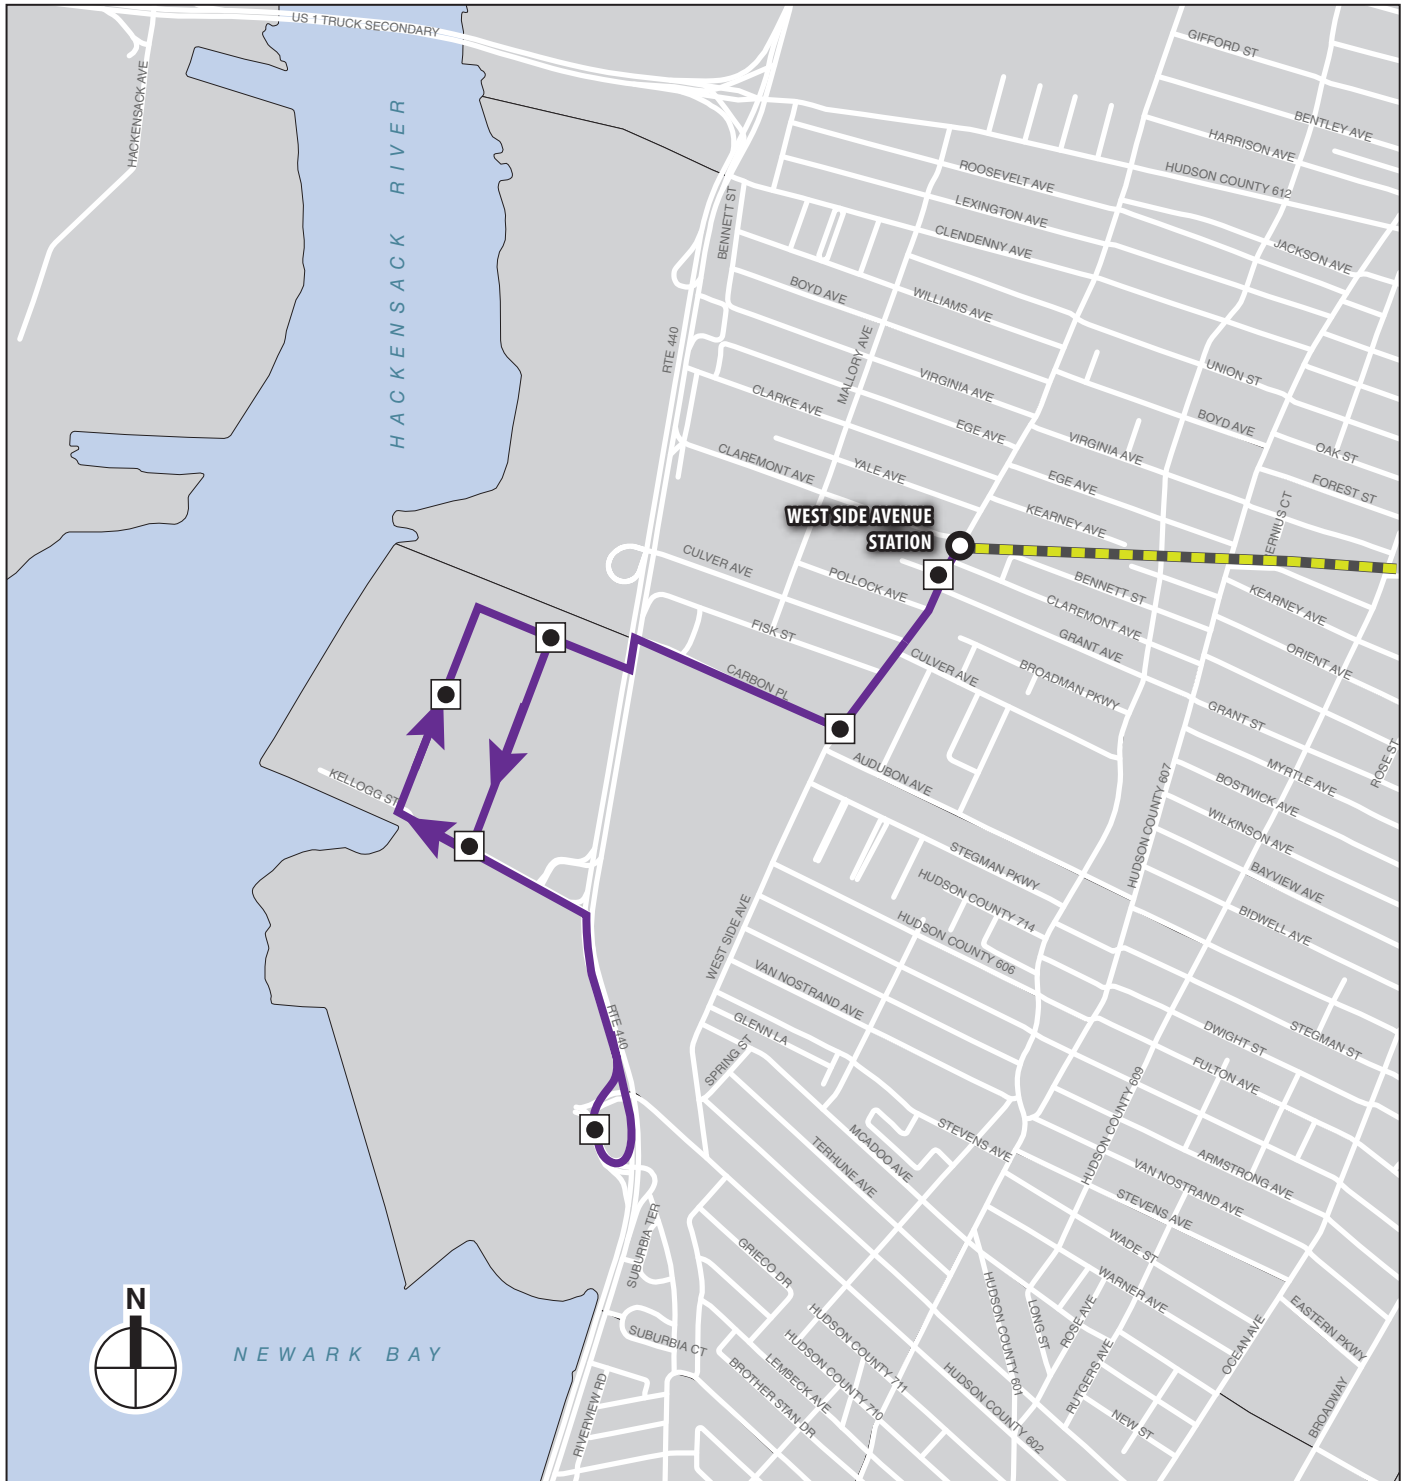 US 1 TRUCK SECONDARY
HACKENSACK AVE
HACKENSACK RIVER
GIFFORD ST
BENTLEY AVE
HARRISON AVE
HUDSON COUNTY 612
ROOSEVELT AVE
LEXINGTON AVE
CLENDENNY AVE
JACKSON AVE
BENNETT ST
BOYD AVE
WILLIAMS AVE
RTE 440
MALLORY AVE
UNION ST
VIRGINIA AVE
CLARKE AVE
BOYD AVE
EGE AVE
VIRGINIA AVE
OAK ST
CLAREMONT AVE
YALE AVE
EGE AVE
FOREST ST
KEARNEY AVE
ERNIUS CT
WEST SIDE AVENUE
STATION
CULVER AVE
POLLOCK AVE
BENNETT ST
KEARNEY AVE
CLAREMONT AVE
FISK ST
GRANT AVE
ORIENT AVE
CULVER AVE
BROADMAN PKWY
CARBON PL
GRANT ST
ROSE ST
AUDUBON AVE
MYRTLE AVE
KELLOGG ST
BOSTWICK AVE
HUDSON COUNTY 607
WILKINSON AVE
STEGMAN PKWY
BAYVIEW AVE
HUDSON COUNTY 714
BIDWELL AVE
HUDSON COUNTY 606
WEST SIDE AVE
VAN NOSTRAND AVE
RTE 440
GLENN LA
DWIGHT ST
STEGMAN ST
SPRING ST
FULTON AVE
HUDSON COUNTY 609
STEVENS AVE
MCADOO AVE
TERHUNE AVE
ARMSTRONG AVE
VAN NOSTRAND AVE
STEVENS AVE
SUBURBIA TER
WADE ST
GRIECO DR
WARNER AVE
HUDSON COUNTY 601
LONG ST
ROSE AVE
EASTERN PKWY
N
NEWARK BAY
SUBURBIA CT
HUDSON COUNTY 711
HUDSON COUNTY 710
LEMBECK AVE
BROTHER STAN DR
HUDSON COUNTY 602
RUTGERS AVE
OCEAN AVE
RIVERVIEW RD
NEW ST
BROADWAY